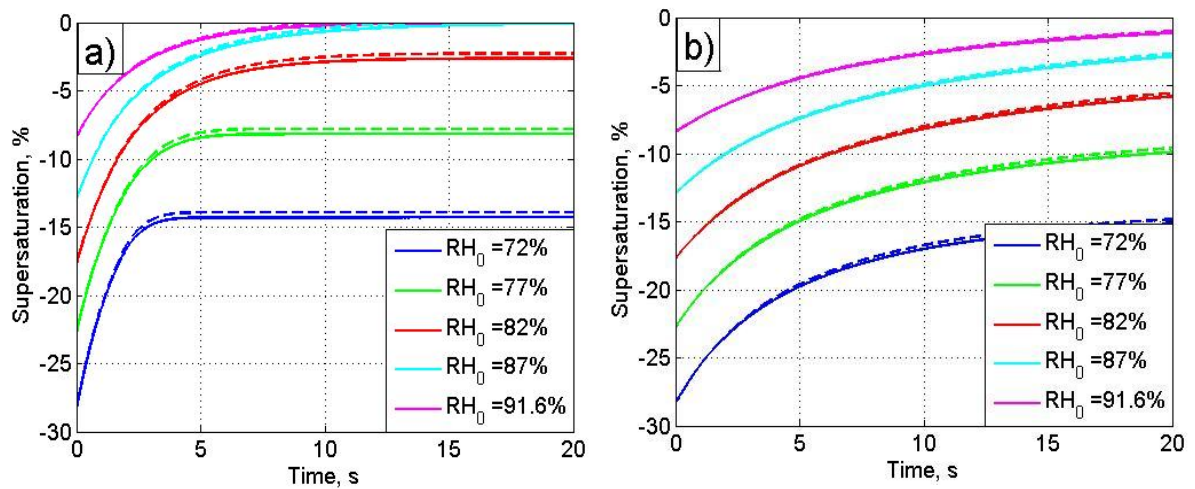 a)
Supersaturation, %
0
-5
-10
-15
-20
-25
-30
0 5 10 15 20
Time, s
RH₀ =72%
RH₀ =77%
RH₀ =82%
RH₀ =87%
RH₀ =91.6%
b)
Supersaturation, %
0
-5
-10
-15
-20
-25
-30
0 5 10 15 20
Time, s
RH₀ =72%
RH₀ =77%
RH₀ =82%
RH₀ =87%
RH₀ =91.6%